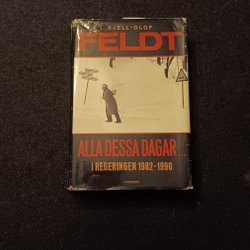 KJELL-OLOF
FELDT
ALLA DESSA DAGAR...
I REGERINGEN 1982-1990